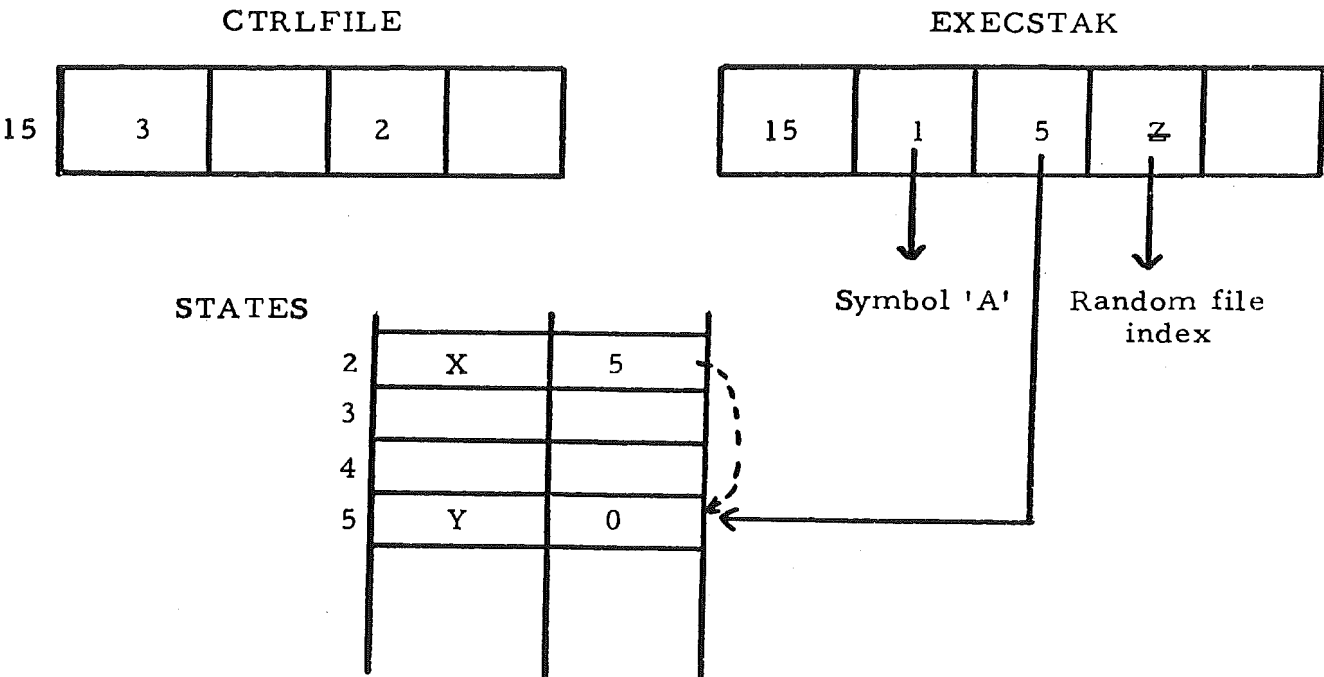 CTRLFILE EXECSTAK
15 3 2 15 1 5 Z
Symbol 'A' Random file
index
STATES
2 X 5
3
4
5 Y 0